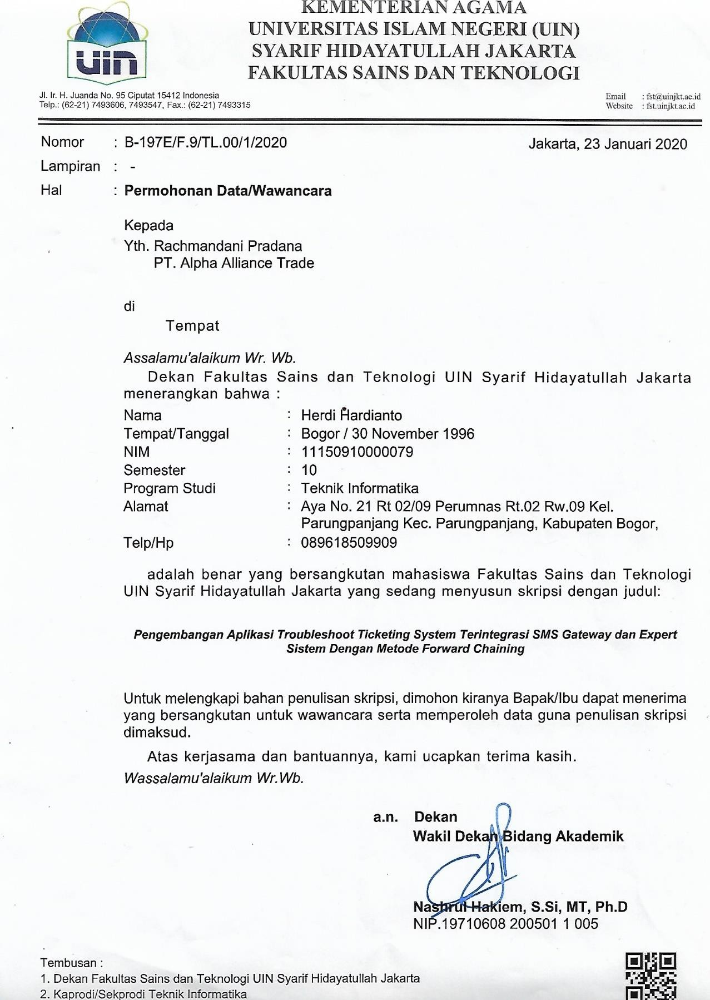 KEMENTERIAN AGAMA
UNIVERSITAS ISLAM NEGERI (UIN)
SYARIF HIDAYATULLAH JAKARTA
FAKULTAS SAINS DAN TEKNOLOGI
uin
Jl. Ir. H. Juanda No. 95 Ciputat 15412 Indonesia
Telp.: (62-21) 7493606, 7493547, Fax.: (62-21) 7493315
Email : fst@uinjkt.ac.id
Website : fst.uinjkt.ac.id
Nomor : B-197E/F.9/TL.00/1/2020 Jakarta, 23 Januari 2020
Lampiran : -
Hal : Permohonan Data/Wawancara
Kepada
Yth. Rachmandani Pradana
PT. Alpha Alliance Trade
di
Tempat
Assalamu'alaikum Wr. Wb.
Dekan Fakultas Sains dan Teknologi UIN Syarif Hidayatullah Jakarta
menerangkan bahwa :
Nama : Herdi Hardianto
Tempat/Tanggal : Bogor / 30 November 1996
NIM : 11150910000079
Semester : 10
Program Studi : Teknik Informatika
Alamat : Aya No. 21 Rt 02/09 Perumnas Rt.02 Rw.09 Kel.
Parungpanjang Kec. Parungpanjang, Kabupaten Bogor,
Telp/Hp : 089618509909
adalah benar yang bersangkutan mahasiswa Fakultas Sains dan Teknologi
UIN Syarif Hidayatullah Jakarta yang sedang menyusun skripsi dengan judul:
Pengembangan Aplikasi Troubleshoot Ticketing System Terintegrasi SMS Gateway dan Expert
Sistem Dengan Metode Forward Chaining
Untuk melengkapi bahan penulisan skripsi, dimohon kiranya Bapak/Ibu dapat menerima
yang bersangkutan untuk wawancara serta memperoleh data guna penulisan skripsi
dimaksud.
Atas kerjasama dan bantuannya, kami ucapkan terima kasih.
Wassalamu'alaikum Wr.Wb.
a.n. Dekan
Wakil Dekan Bidang Akademik
Nashrul Hakiem, S.Si, MT, Ph.D
NIP.19710608 200501 1 005
Tembusan :
1. Dekan Fakultas Sains dan Teknologi UIN Syarif Hidayatullah Jakarta
2. Kaprodi/Sekprodi Teknik Informatika